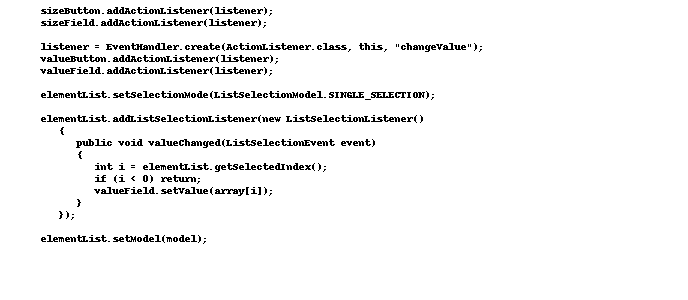 sizeButton.addActionListener(listener);
sizeField.addActionListener(listener);
listener = EventHandler.create(ActionListener.class, this, "changeValue");
valueButton.addActionListener(listener);
valueField.addActionListener(listener);
elementList.setSelectionMode(ListSelectionModel.SINGLE_SELECTION);
elementList.addListSelectionListener(new ListSelectionListener()
{
public void valueChanged(ListSelectionEvent event)
{
int i = elementList.getSelectedIndex();
if (i < 0) return;
valueField.setValue(array[i]);
}
});
elementList.setModel(model);